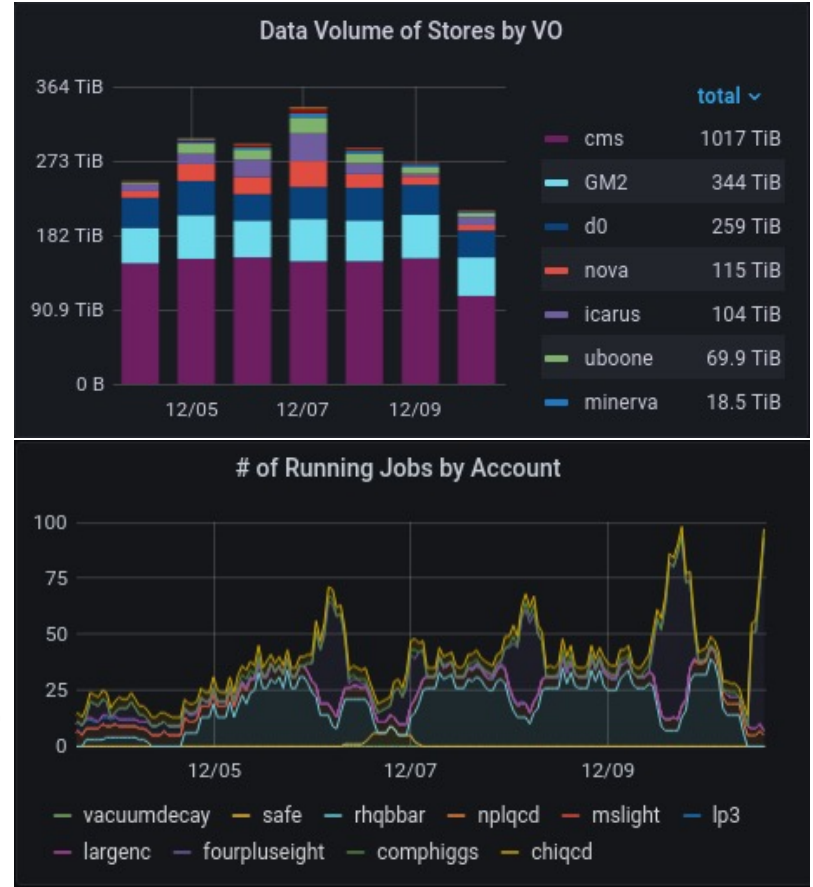 Data Volume of Stores by VO
364 TiB
273 TiB
182 TiB
90.9 TiB
0 B
12/05 12/07 12/09
total
cms 1017 TiB
GM2 344 TiB
d0 259 TiB
nova 115 TiB
icarus 104 TiB
uboone 69.9 TiB
minerva 18.5 TiB
# of Running Jobs by Account
100
75
50
25
0
12/05 12/07 12/09
vacuumdecay safe rhqbbar nplqcd mslight lp3
largenc fourpluseight comphiggs chiqcd